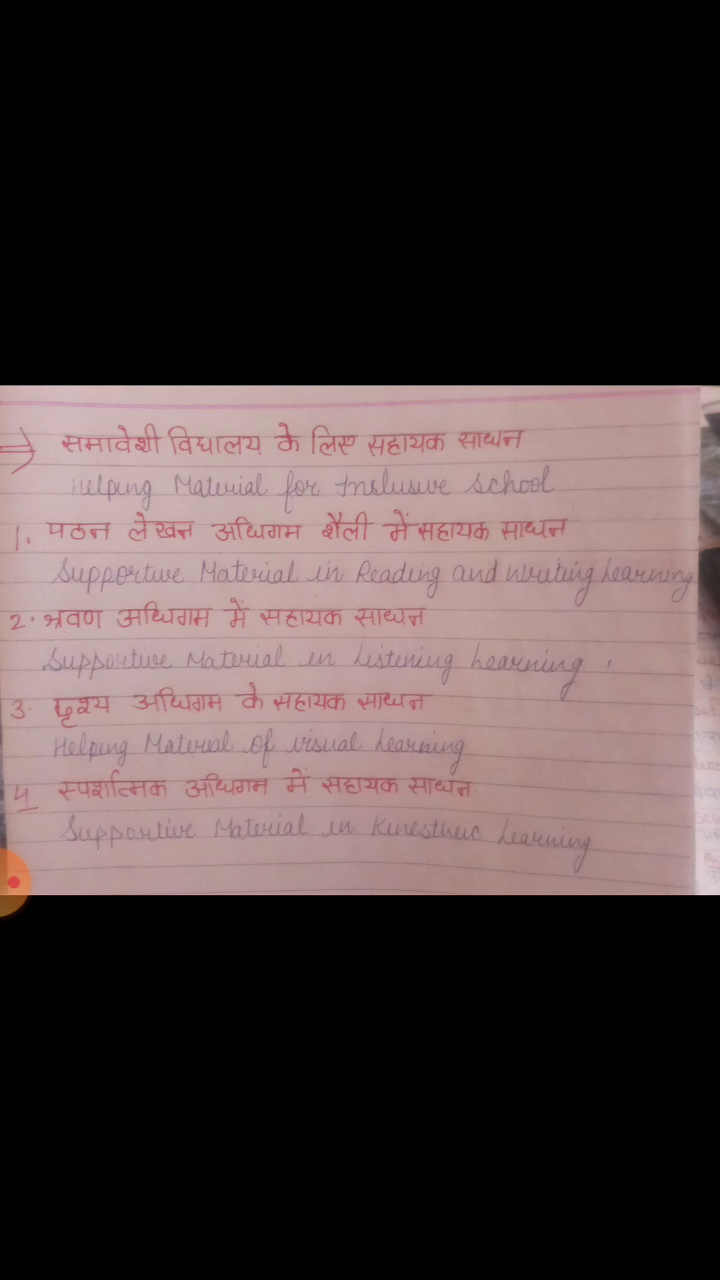 ⇒ समावेशी विद्यालय के लिए सहायक साधन
Helping Material for Inslusive School
1. पठन लेखन अधिगम शैली में सहायक साधन
Supportive Material in Reading and Writing Learning
2. श्रवण अधिगम में सहायक साधन
Supportive Material in Listening Learning.
3. दृश्य अधिगम के सहायक साधन
Helping Material of visual Learning
4 स्पर्शात्मक अधिगम में सहायक साधन
Supportive Material in Kinestheic Learning